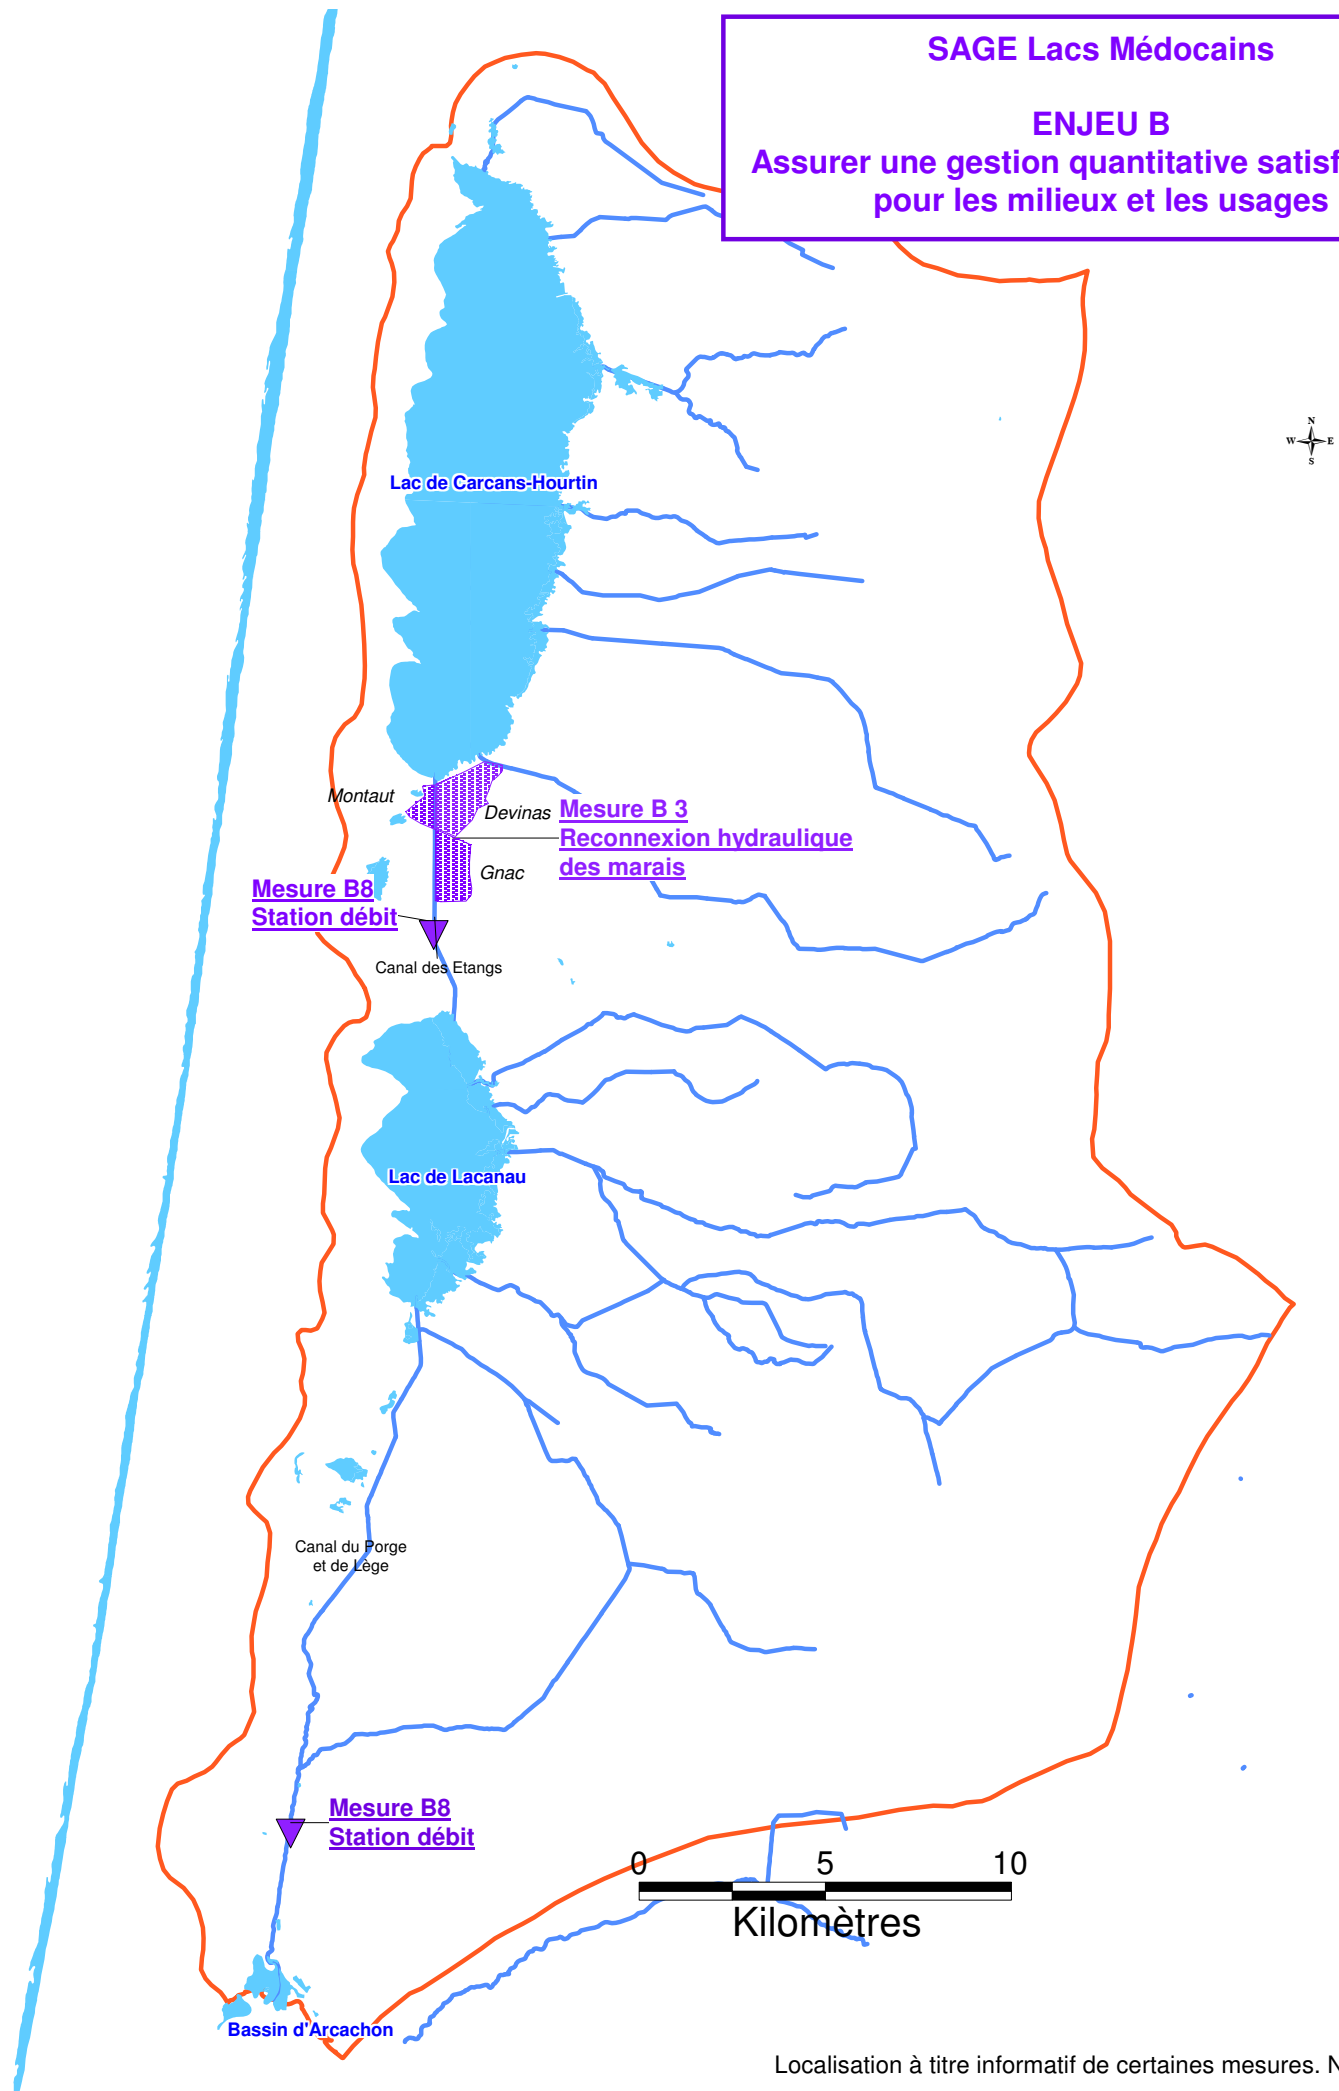 SAGE Lacs Médocains
ENJEU B
Assurer une gestion quantitative satisf
pour les milieux et les usages
N
W E
S
Lac de Carcans-Hourtin
Montaut
Devinas
Mesure B 3
Reconnexion hydraulique
des marais
Gnac
Mesure B8
Station débit
Canal des Etangs
Lac de Lacanau
Canal du Porge
et de Lège
Mesure B8
Station débit
0 5 10
Kilomètres
Bassin d'Arcachon
Localisation à titre informatif de certaines mesures. N